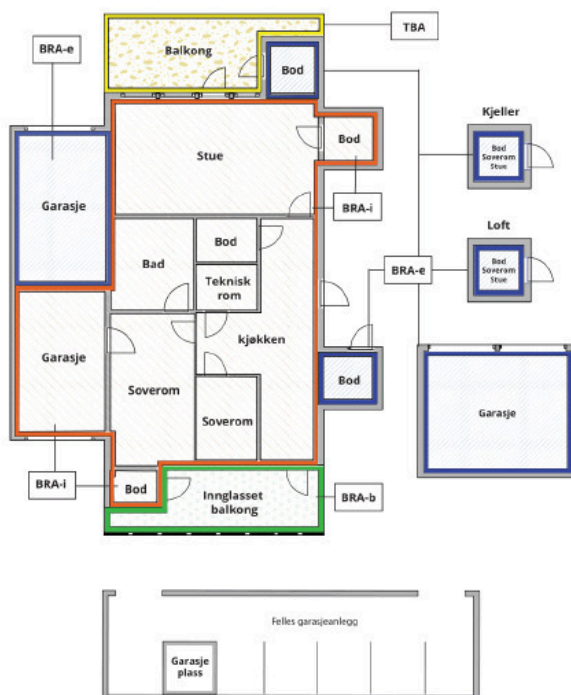 TBA
BRA-e
Balkong
Bod
Kjeller
Bod
Soverom
Stue
Bod
Stue
Garasje
BRA-i
Loft
Bod
Bad
Bod
Soverom
Stue
BRA-e
Teknisk
rom
kjøkken
Garasje
Bod
Soverom
Garasje
Soverom
BRA-i
Bod
Innglasset
balkong
BRA-b
Felles garasjeanlegg
Garasje
plass